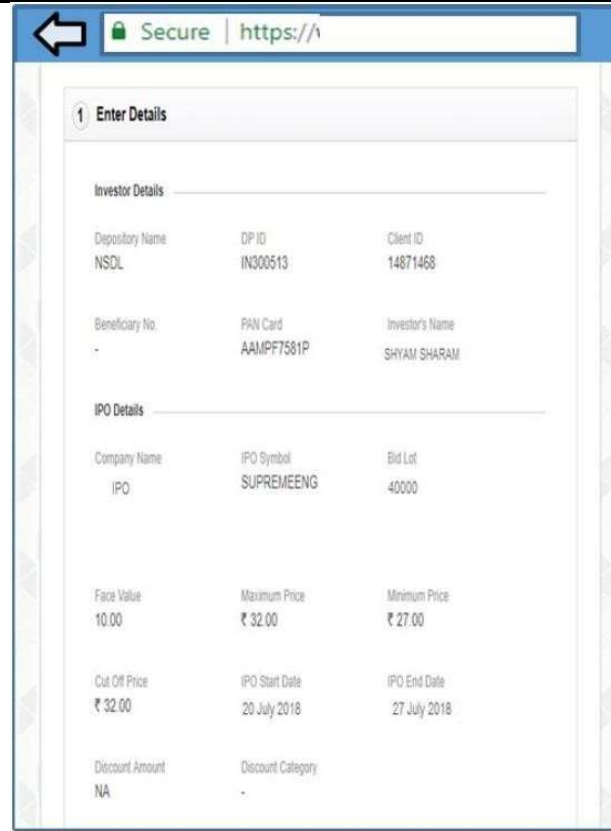 Secure | https://
1 Enter Details
Investor Details
Depository Name DP ID Client ID
NSDL IN300513 14871468
Beneficiary No. PAN Card Investor's Name
- AAMPF7581P SHYAM SHARAM
IPO Details
Company Name IPO Symbol Bid Lot
IPO SUPREMEENG 40000
Face Value Maximum Price Minimum Price
10.00 ₹ 32.00 ₹ 27.00
Cut Off Price IPO Start Date IPO End Date
₹ 32.00 20 July 2018 27 July 2018
Discount Amount Discount Category
NA -